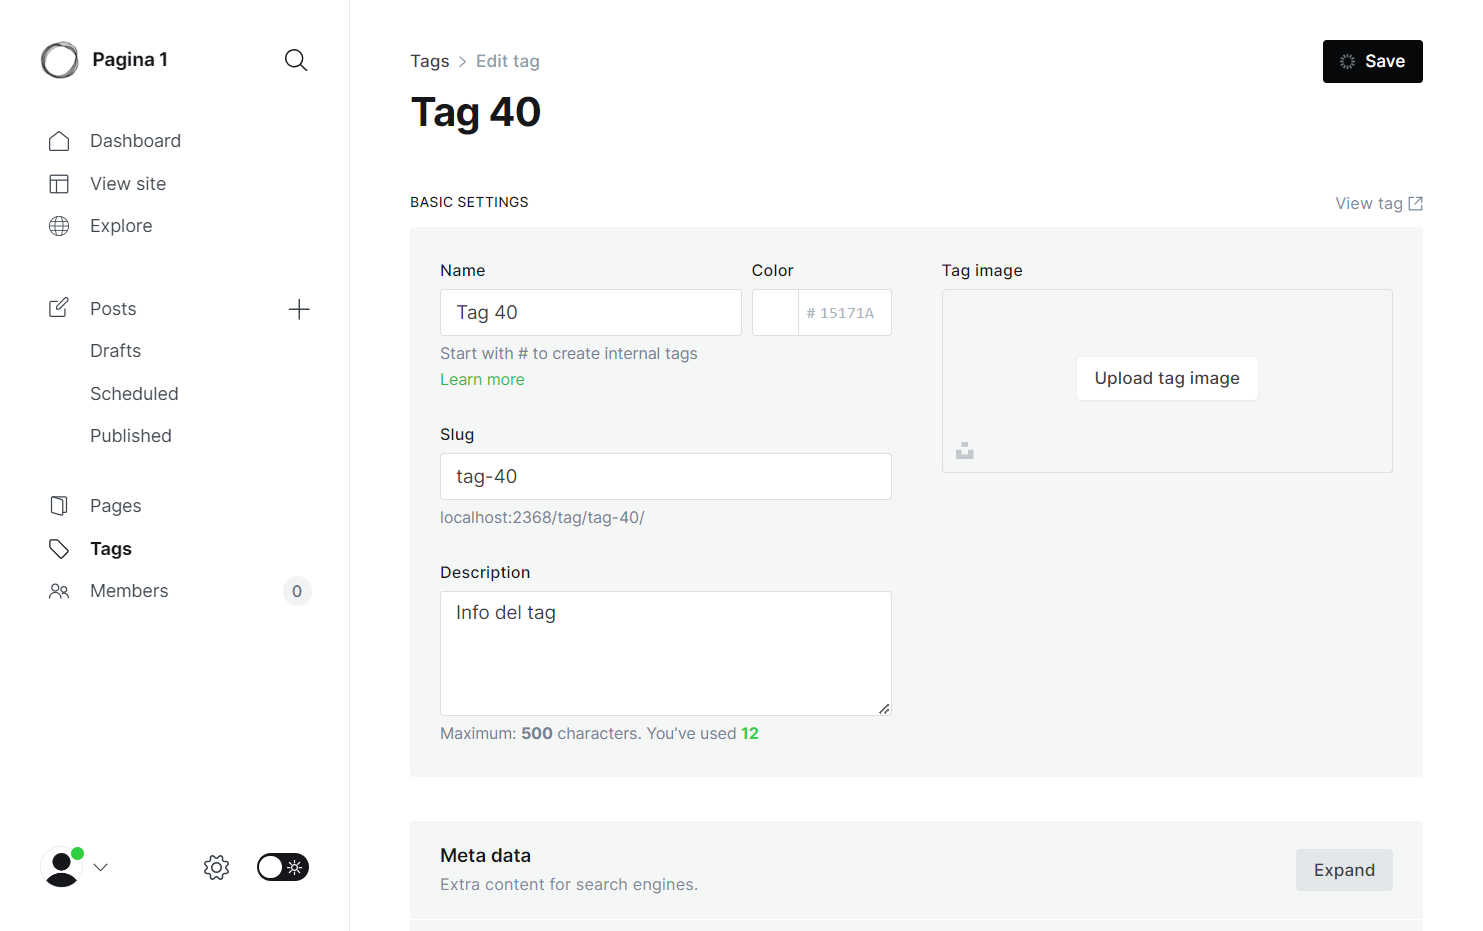 Pagina 1
Dashboard
View site
Explore
Posts
Drafts
Scheduled
Published
Pages
Tags
Members 0
Tags > Edit tag
Save
Tag 40
BASIC SETTINGS
View tag
Name
Tag 40
Start with # to create internal tags
Learn more
Color
# 15171A
Slug
tag-40
localhost:2368/tag/tag-40/
Description
Info del tag
Maximum: 500 characters. You’ve used 12
Tag image
Upload tag image
Meta data
Extra content for search engines.
Expand